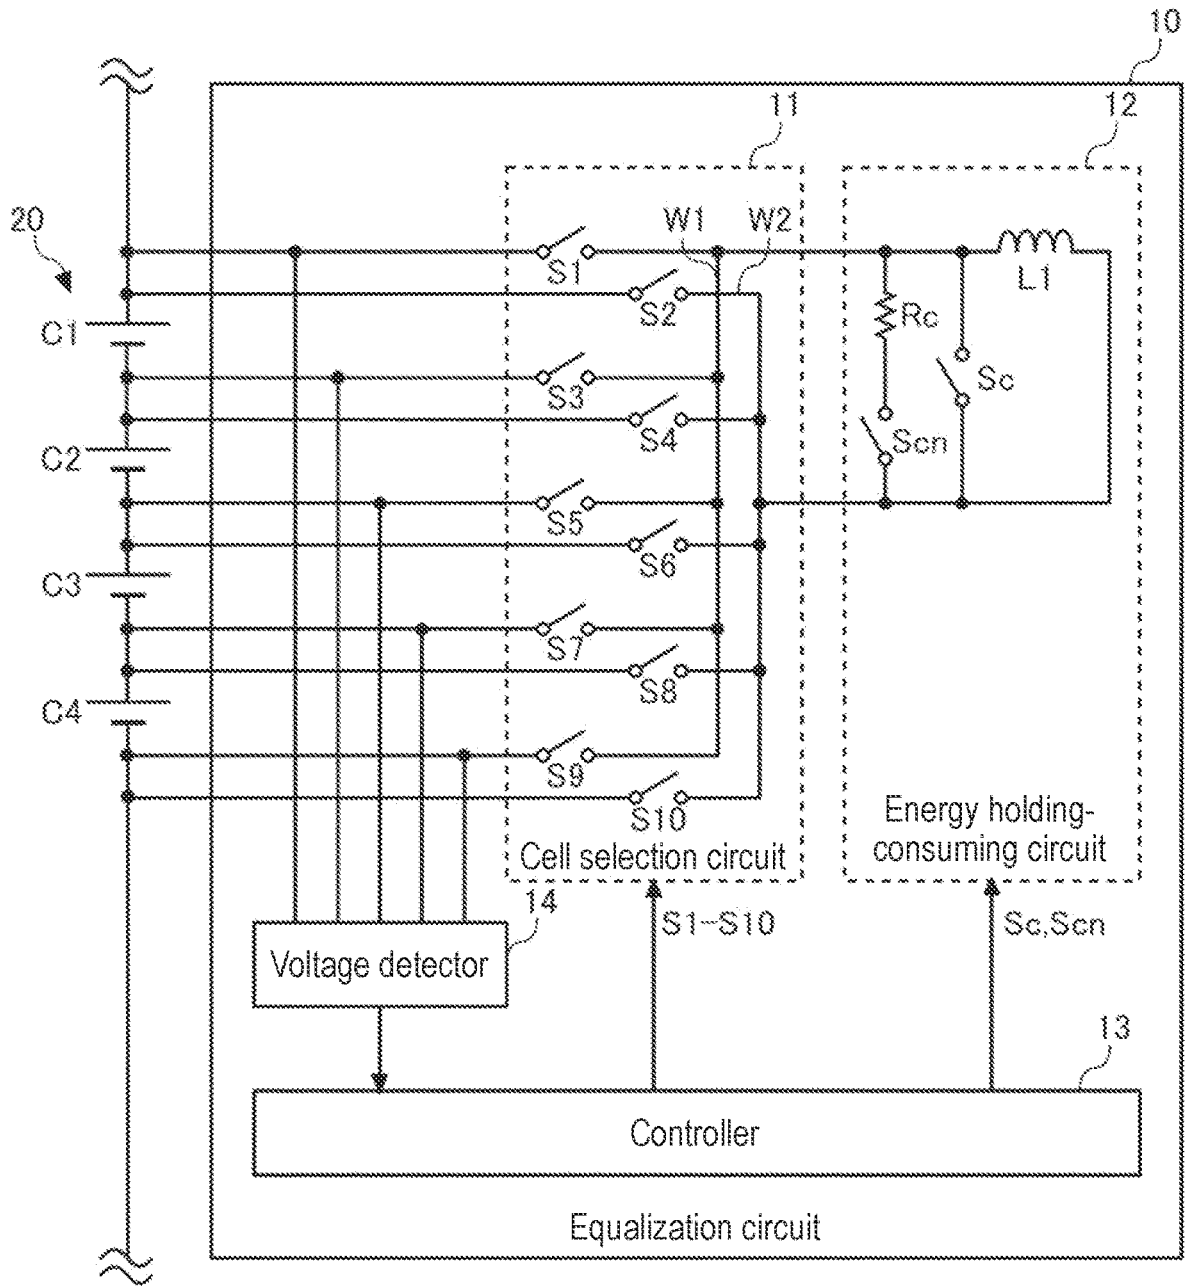 10
11
12
20
W1 W2
S1
L1
S2
Rc
C1
S3
Sc
S4
Scn
C2
S5
S6
C3
S7
S8
C4
S9
S10
Energy holding-
consuming circuit
Cell selection circuit
14
S1-S10
Sc,Scn
Voltage detector
13
Controller
Equalization circuit